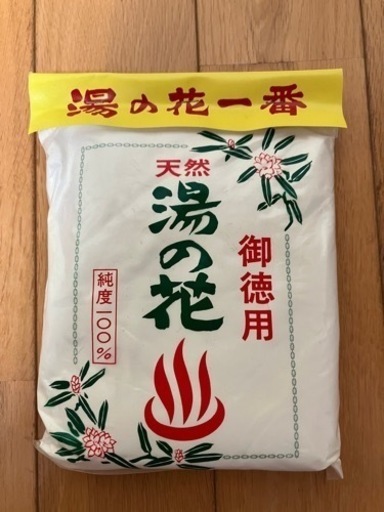 湯の花一番
天然
湯の花
御徳用
純度一〇〇%